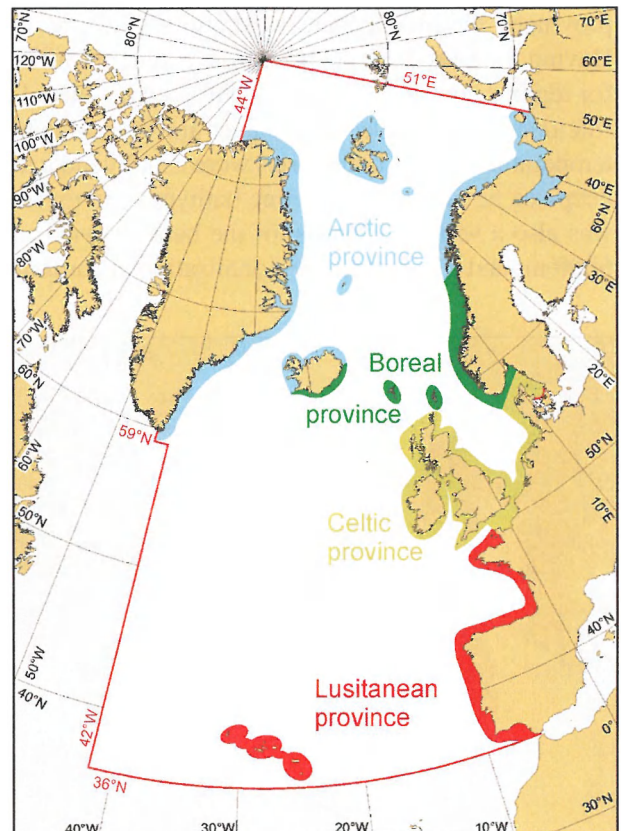 70°N
80°N
80°N
70°N
70°E
60°E
120°W
51°E
44°W
110°W
50°E
100°W
90°W
40°E
60°N
80°W
Arctic
province
30°E
70°W
70°N
Boreal
20°E
60°N
province
59°N
50°N
60°W
10°E
Celtic
province
50°N
40°N
50°W
Lusitanean
province
40°N
42°W
0°
36°N
30°N
40°W
30°W
20°W
10°W